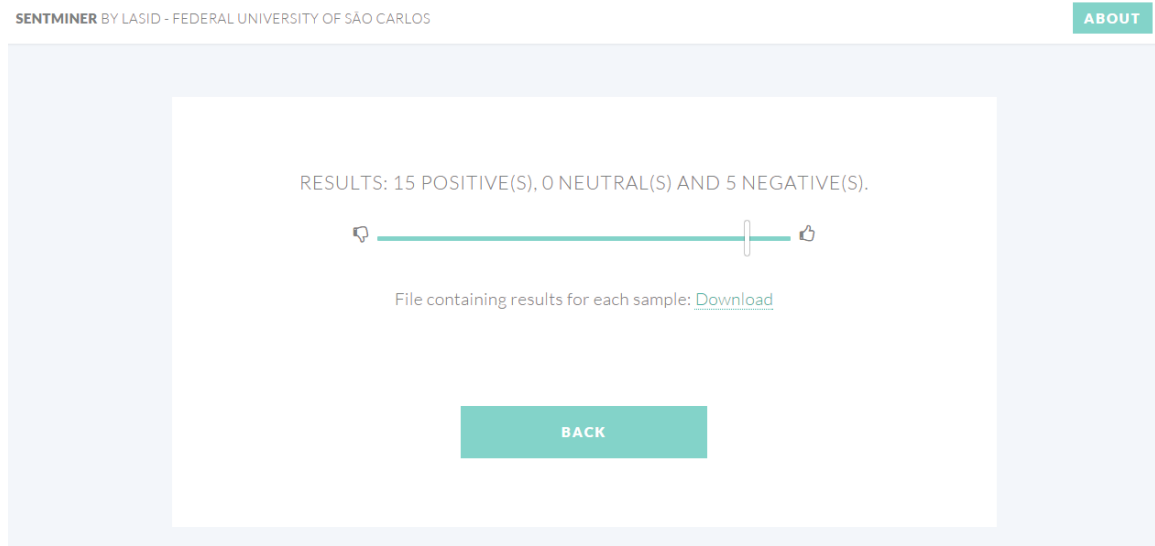 SENTMINER BY LASID - FEDERAL UNIVERSITY OF SÃO CARLOS
ABOUT
RESULTS: 15 POSITIVE(S), 0 NEUTRAL(S) AND 5 NEGATIVE(S).
File containing results for each sample: Download
BACK